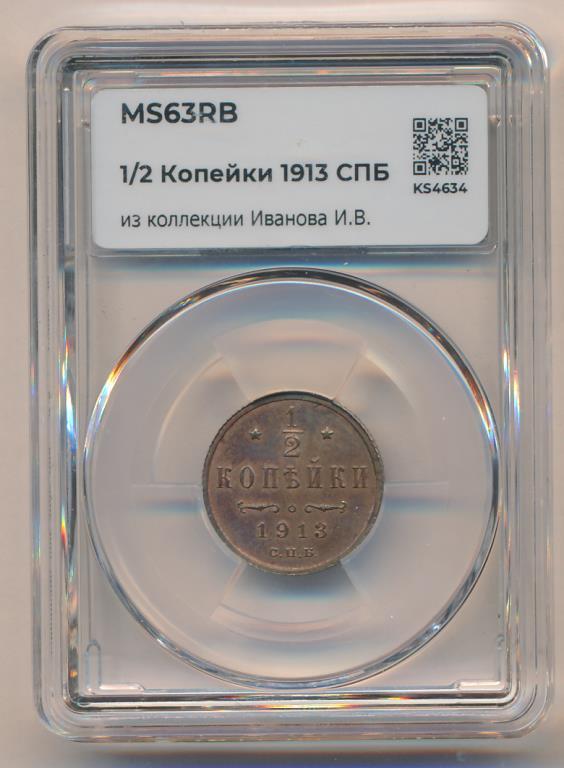 MS63RB
1/2 Копейки 1913 СПБ
KS4634
из коллекции Иванова И.В.
1
2
КОПѢЙКИ
1913
С.П.Б.